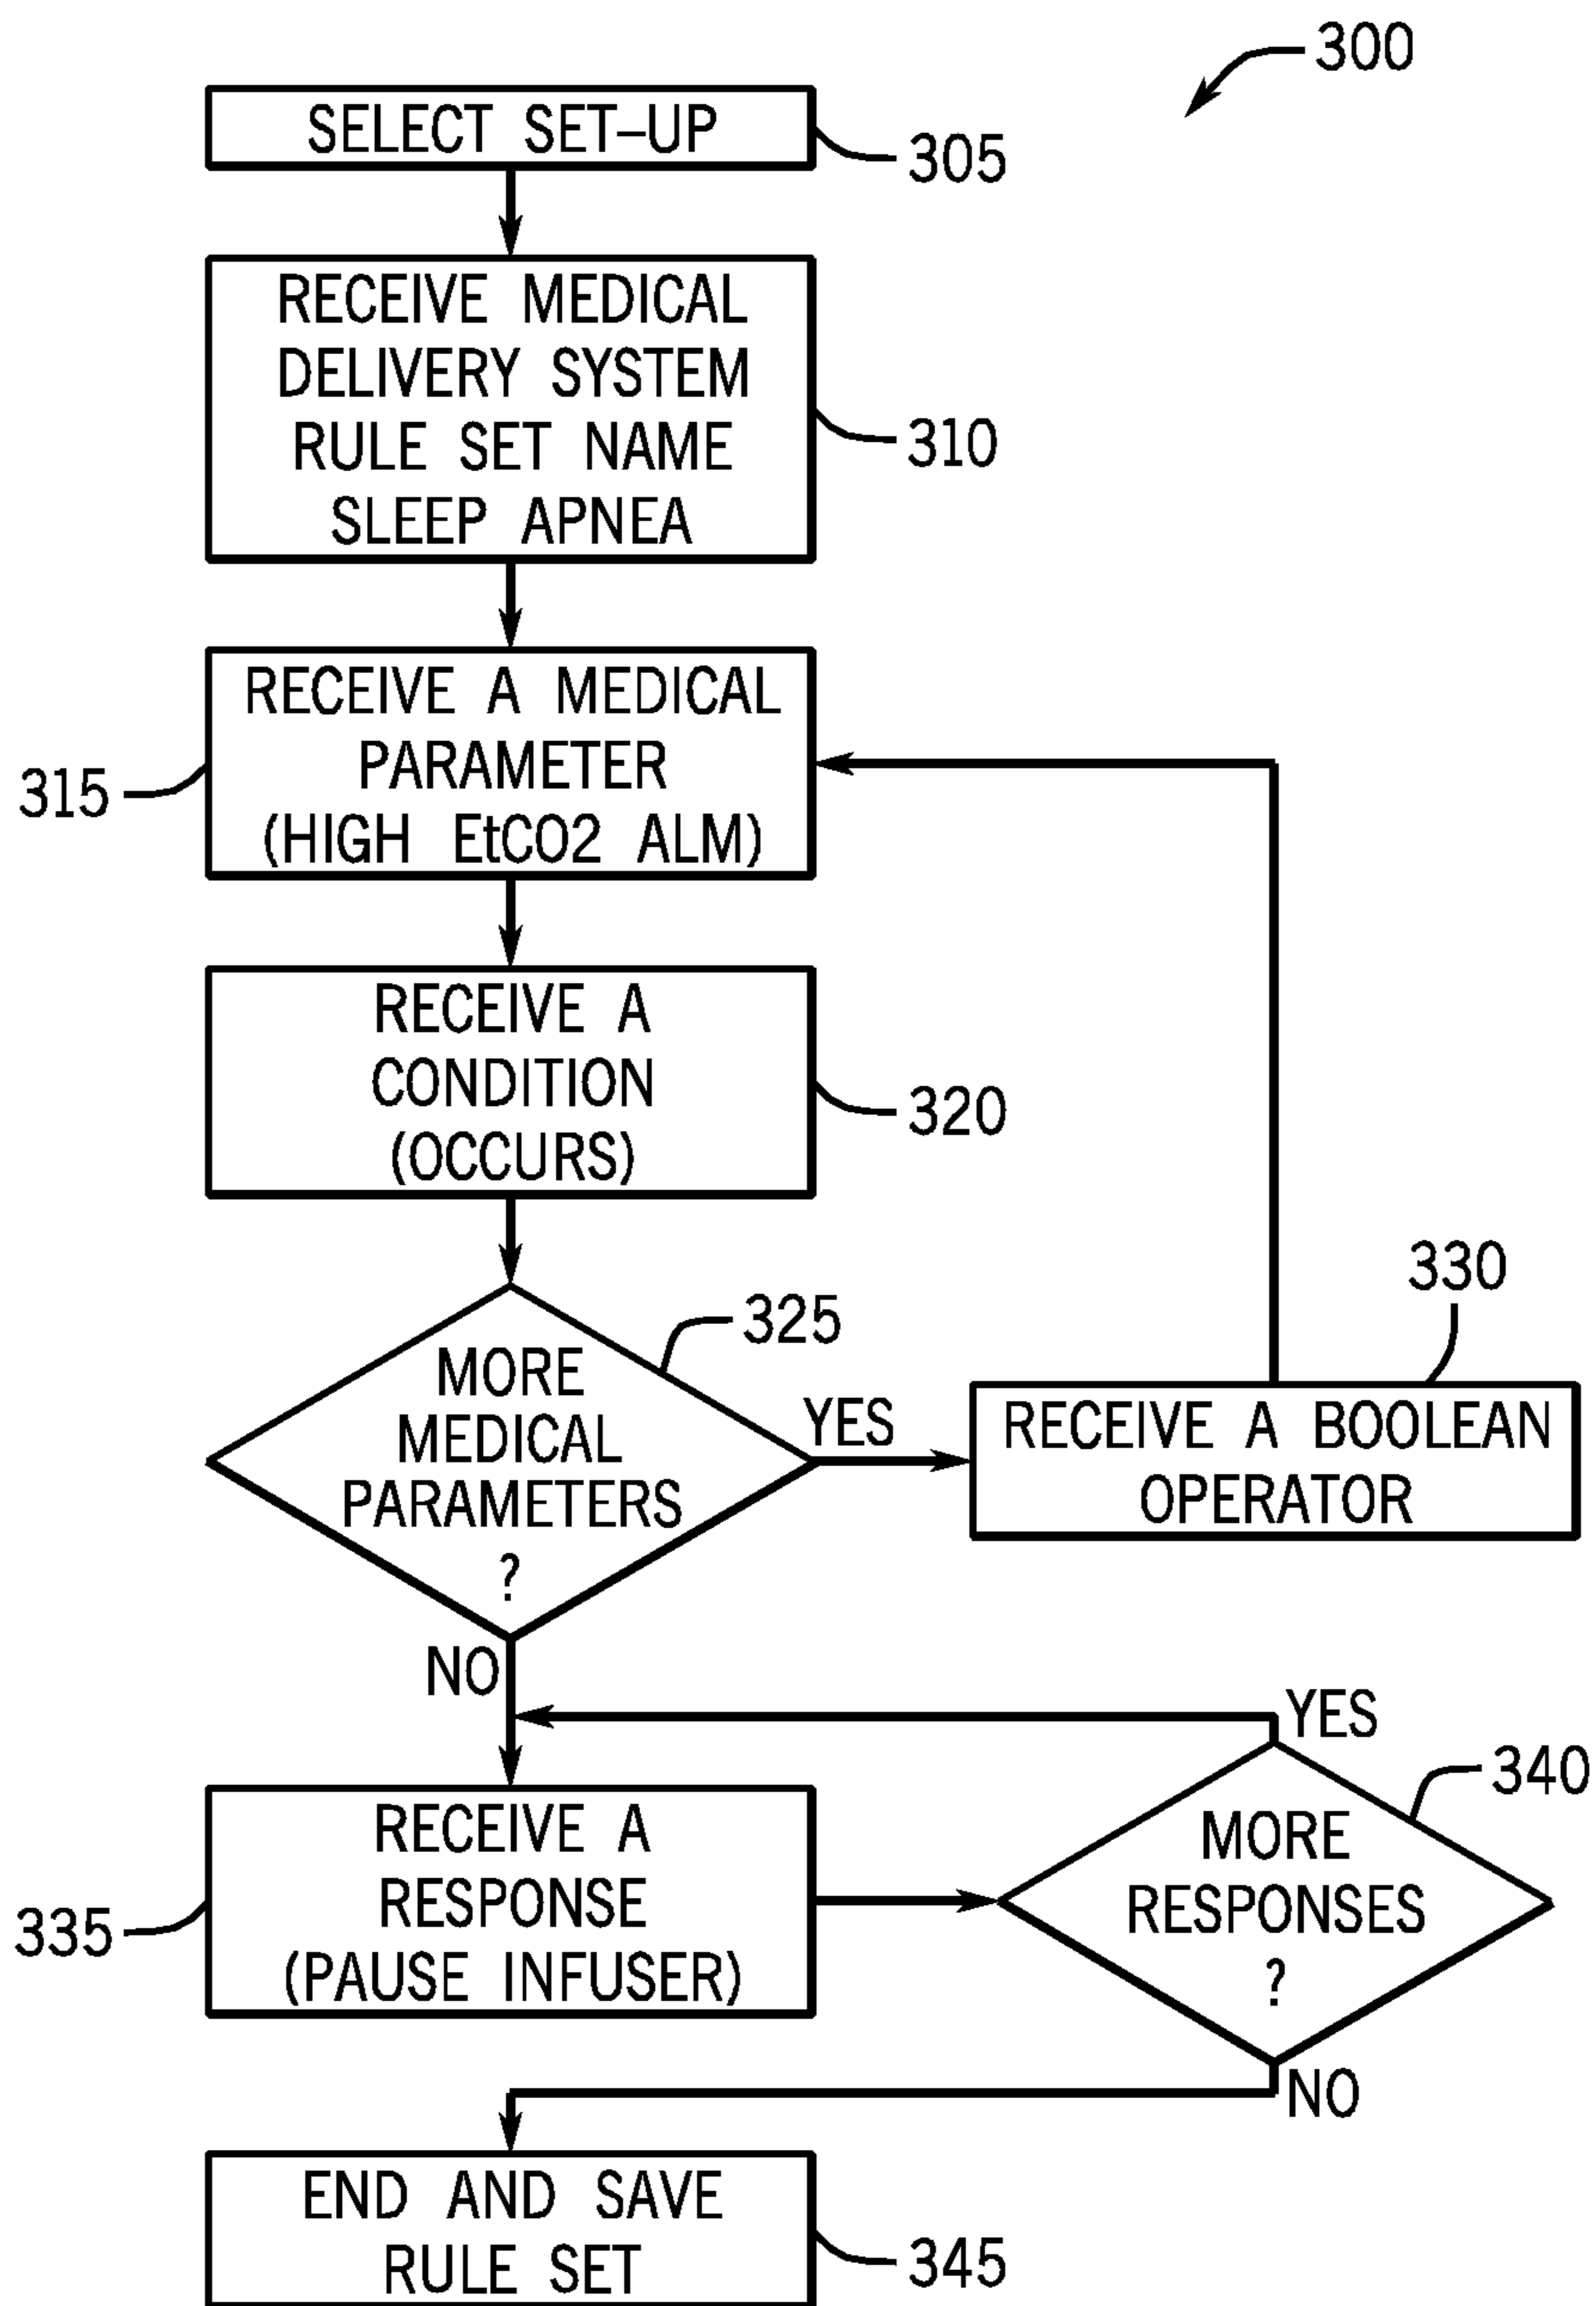 300
SELECT SET-UP
305
RECEIVE MEDICAL
DELIVERY SYSTEM
RULE SET NAME
SLEEP APNEA
310
RECEIVE A MEDICAL
PARAMETER
(HIGH EtCO2 ALM)
315
RECEIVE A
CONDITION
(OCCURS)
320
MORE
MEDICAL
PARAMETERS
?
325
YES
NO
330
RECEIVE A BOOLEAN
OPERATOR
RECEIVE A
RESPONSE
(PAUSE INFUSER)
335
YES
340
MORE
RESPONSES
?
NO
END AND SAVE
RULE SET
345